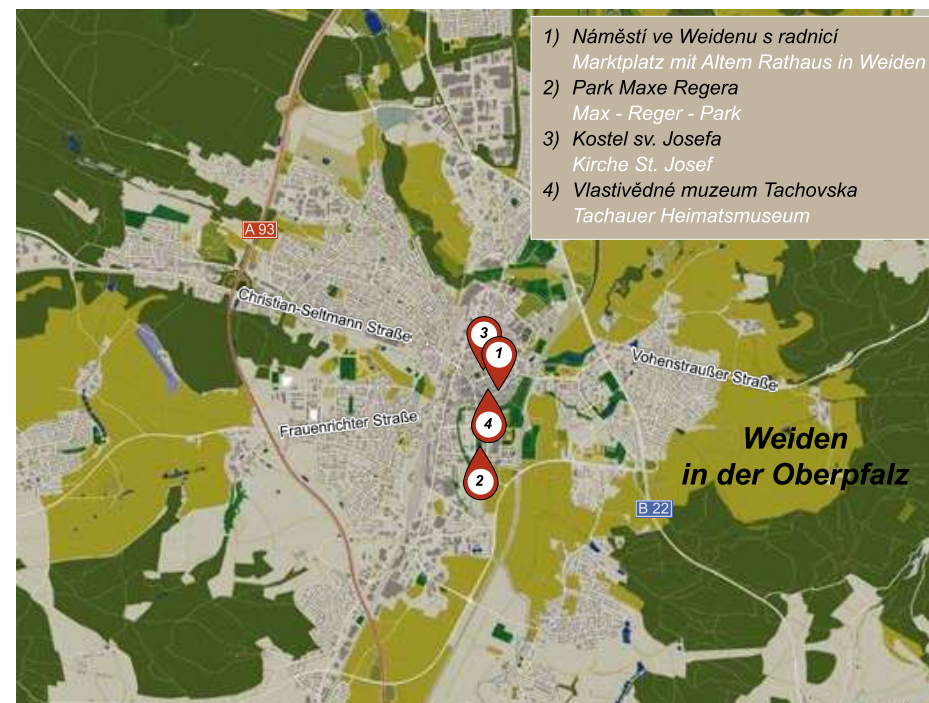 1) Náměstí ve Weidenu s radnicí
Marktplatz mit Altem Rathaus in Weiden
2) Park Maxe Regera
Max - Reger - Park
3) Kostel sv. Josefa
Kirche St. Josef
4) Vlastivědné muzeum Tachovska
Tachauer Heimatsmuseum
A 93
Christian-Seltmann Straße
3
1
Vohenstraußer Straße
Frauenrichter Straße
4
Weiden
in der Oberpfalz
2
B 22